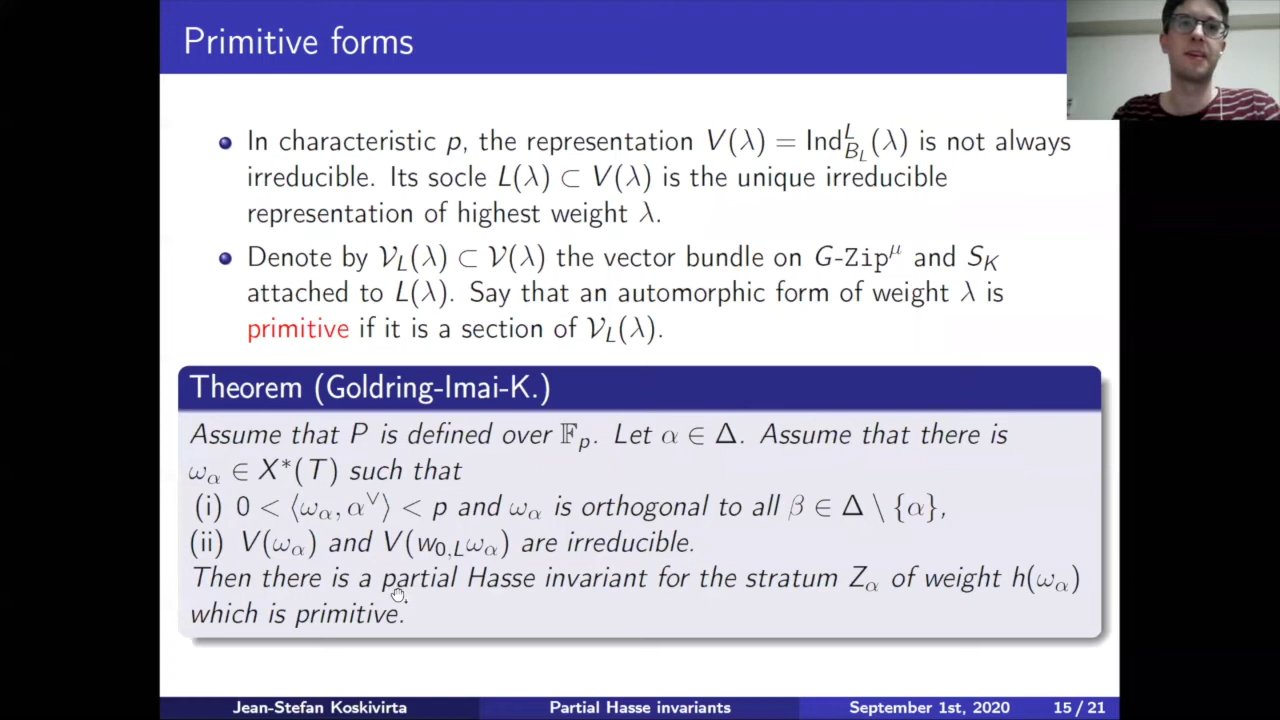 Primitive forms
In characteristic p, the representation V(λ) = Ind^L_{B_L}(λ) is not always
irreducible. Its socle L(λ) ⊂ V(λ) is the unique irreducible
representation of highest weight λ.
Denote by 𝒱_L(λ) ⊂ 𝒱(λ) the vector bundle on G-Zip^μ and S_K
attached to L(λ). Say that an automorphic form of weight λ is
primitive if it is a section of 𝒱_L(λ).
Theorem (Goldring-Imai-K.)
Assume that P is defined over 𝔽_p. Let α ∈ Δ. Assume that there is
ω_α ∈ X*(T) such that
(i) 0 < ⟨ω_α, α^∨⟩ < p and ω_α is orthogonal to all β ∈ Δ \ {α},
(ii) V(ω_α) and V(w_{0,L}ω_α) are irreducible.
Then there is a partial Hasse invariant for the stratum Z_α of weight h(ω_α)
which is primitive.
Jean-Stefan Koskivirta Partial Hasse invariants September 1st, 2020 15 / 21